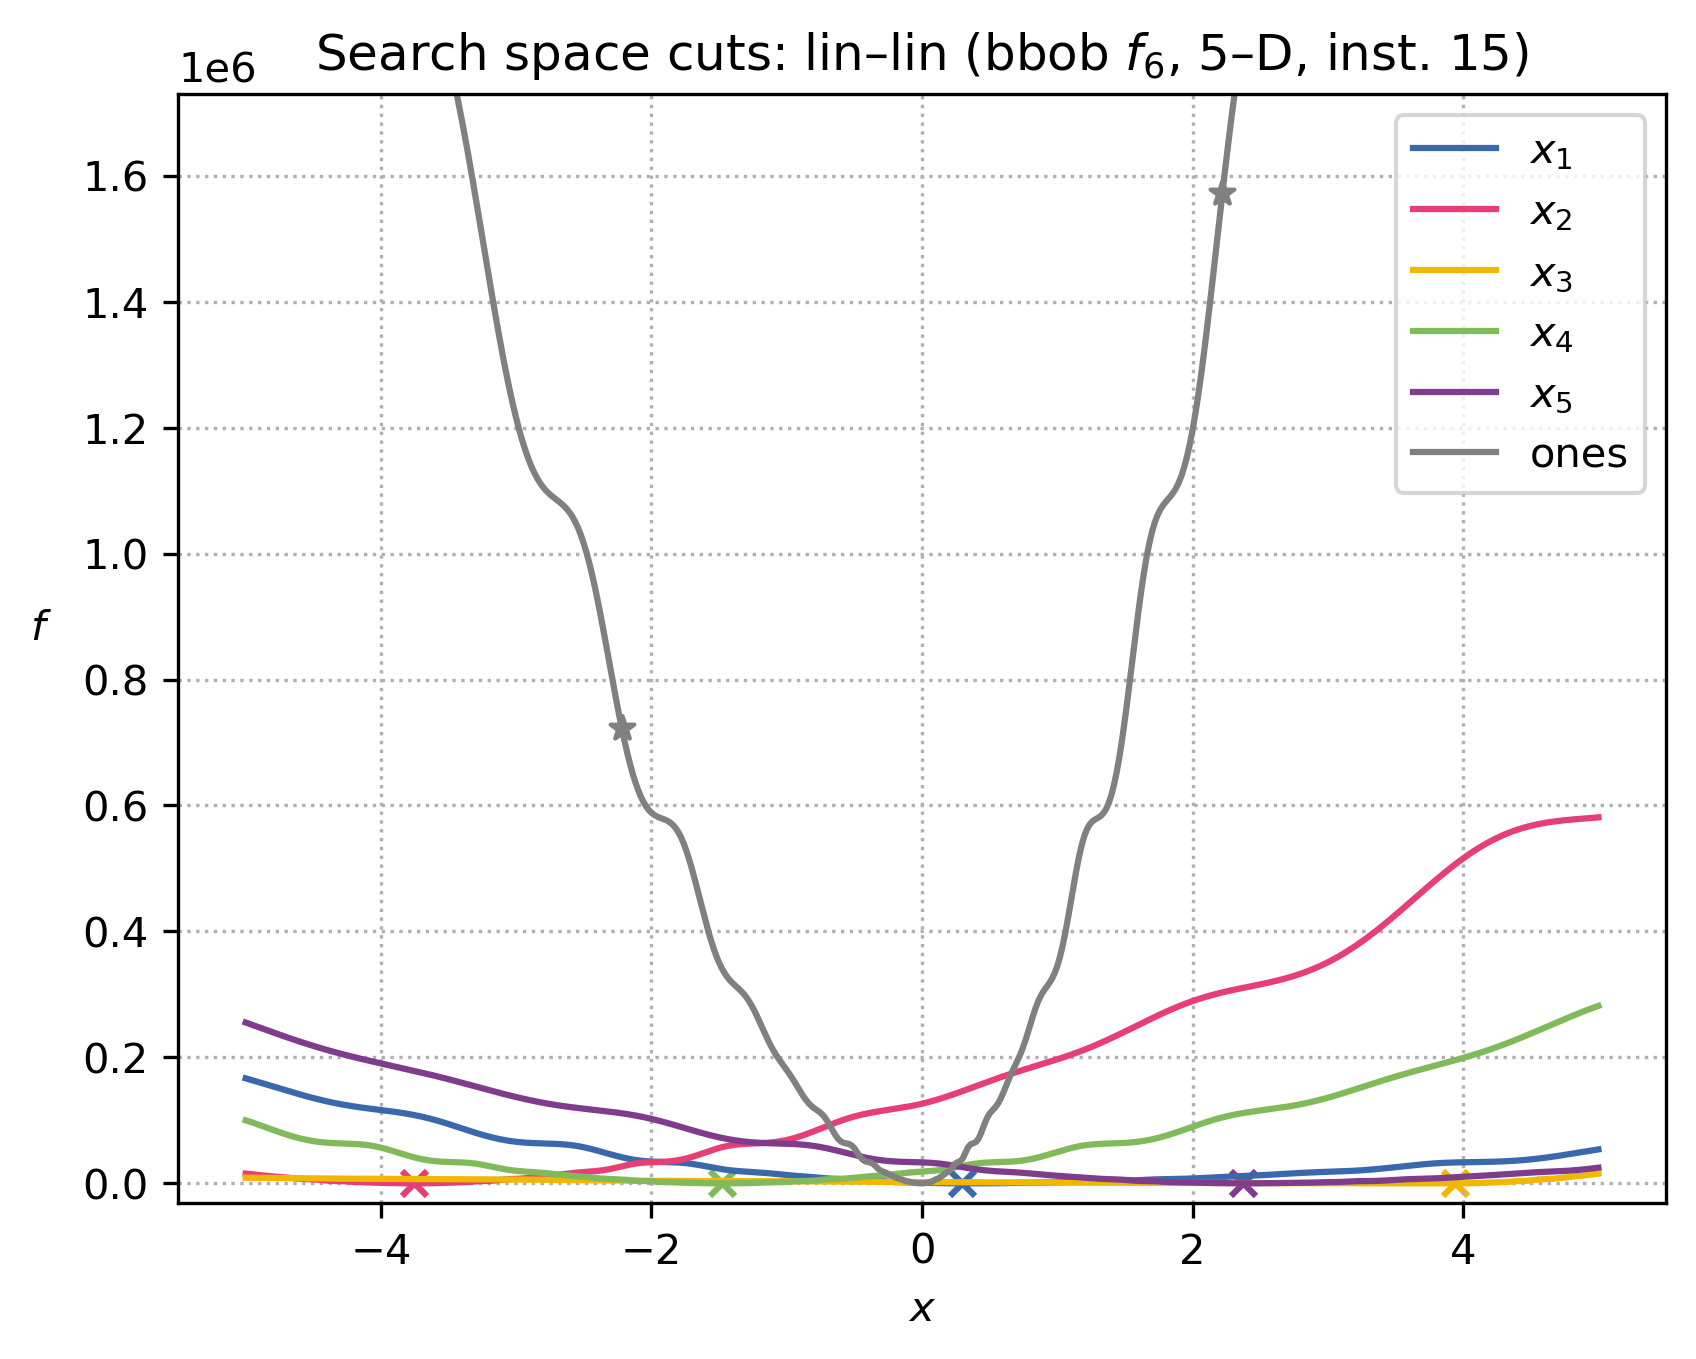 1e6
Search space cuts: lin–lin (bbob f₆, 5–D, inst. 15)
x₁
x₂
x₃
x₄
x₅
ones
1.6
1.4
1.2
1.0
0.8
0.6
0.4
0.2
0.0
f
−4 −2 0 2 4
x